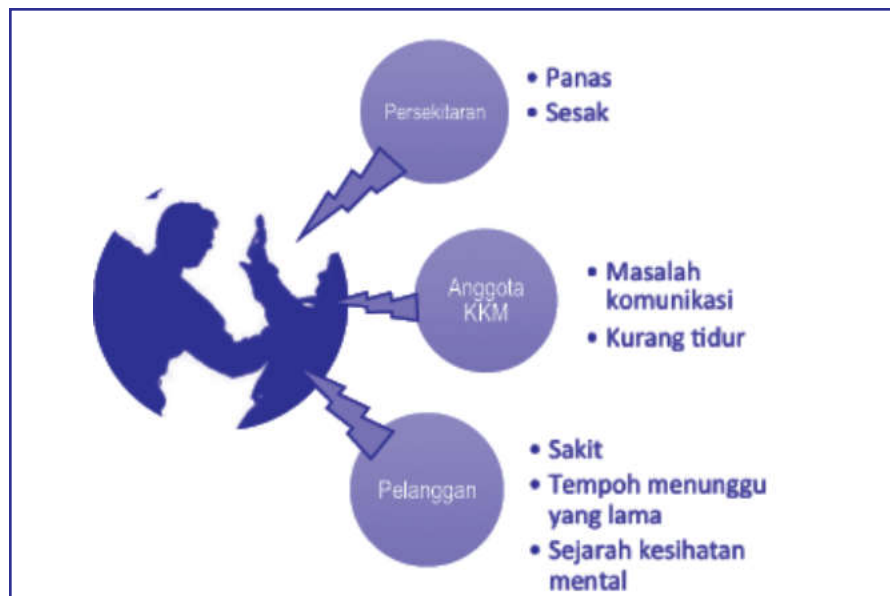 Persekitaran
• Panas
• Sesak
Anggota
KKM
• Masalah
komunikasi
• Kurang tidur
Pelanggan
• Sakit
• Tempoh menunggu
yang lama
• Sejarah kesihatan
mental